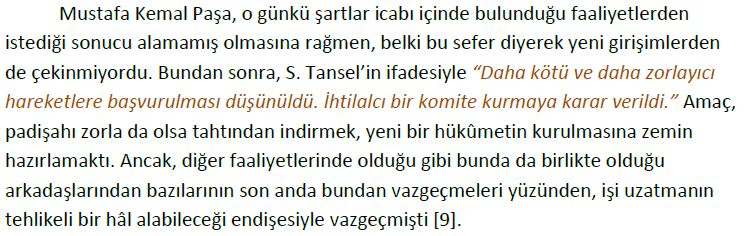 Mustafa Kemal Paşa, o günkü şartlar icabı içinde bulunduğu faaliyetlerden
istediği sonucu alamamış olmasına rağmen, belki bu sefer diyerek yeni girişimlerden
de çekinmiyordu. Bundan sonra, S. Tansel’in ifadesiyle “Daha kötü ve daha zorlayıcı
hareketlere başvurulması düşünüldü. İhtilalcı bir komite kurmaya karar verildi.” Amaç,
padişahı zorla da olsa tahtından indirmek, yeni bir hükûmetin kurulmasına zemin
hazırlamaktı. Ancak, diğer faaliyetlerinde olduğu gibi bunda da birlikte olduğu
arkadaşlarından bazılarının son anda bundan vazgeçmeleri yüzünden, işi uzatmanın
tehlikeli bir hâl alabileceği endişesiyle vazgeçmişti [9].